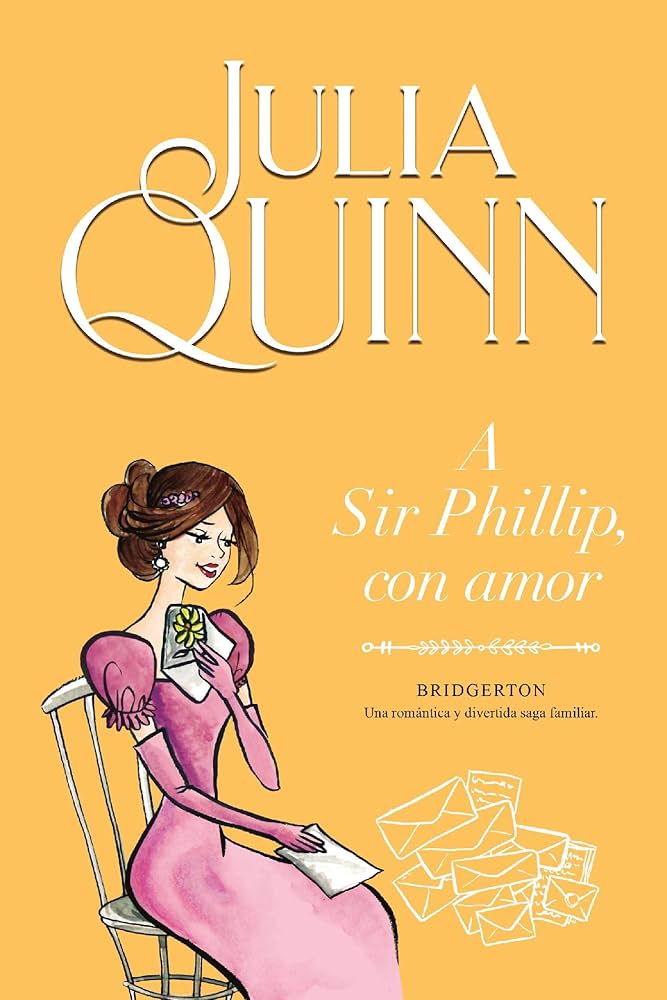 JULIA
QUINN
A
Sir Phillip,
con amor
BRIDGERTON
Una romántica y divertida saga familiar.